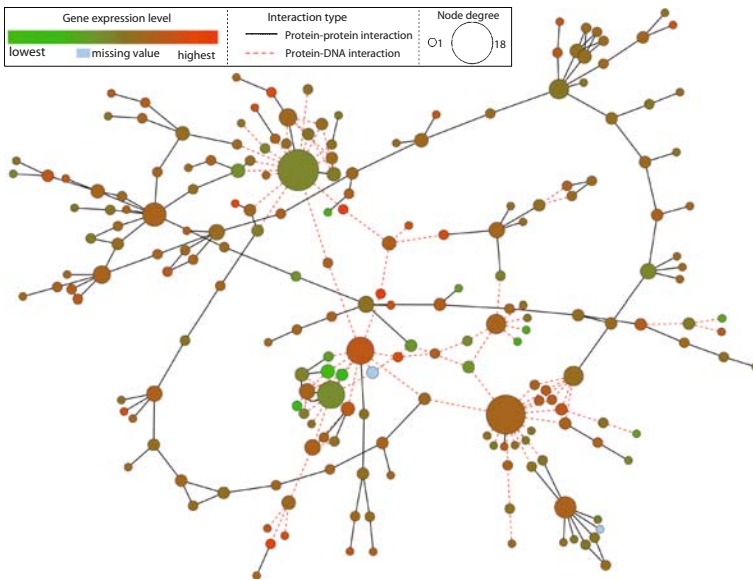 Gene expression level
lowest
missing value
highest
Interaction type
Protein-protein interaction
Protein-DNA interaction
Node degree
1
18